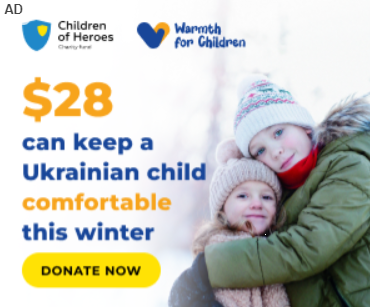 AD
Children
of Heroes
Charity fund
Warmth
for Children
$28
can keep a
Ukrainian child
comfortable
this winter
DONATE NOW